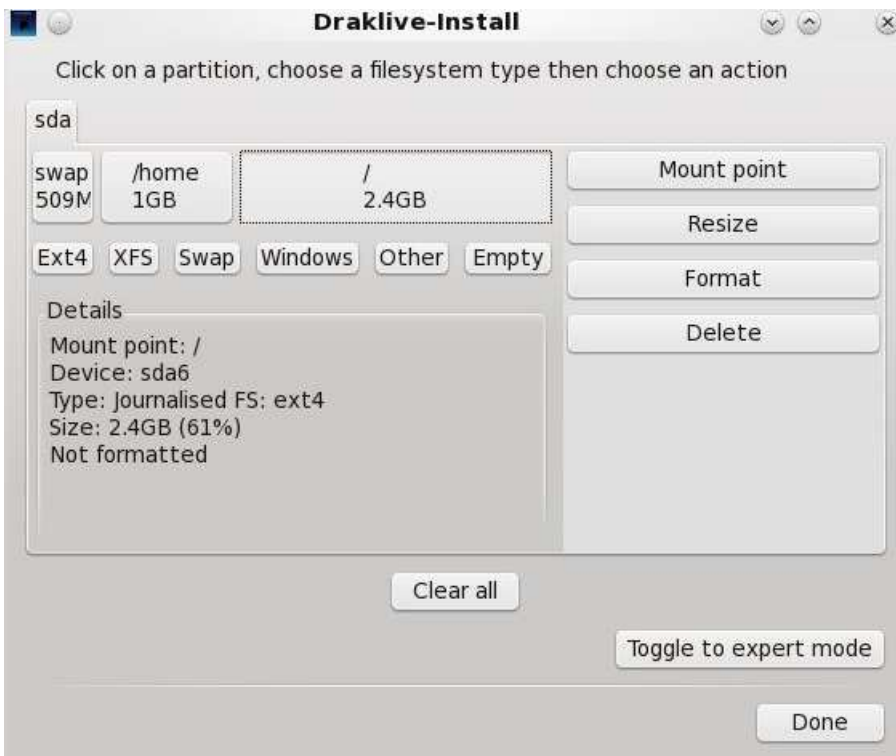 Draklive-Install
Click on a partition, choose a filesystem type then choose an action
sda
swap
509M
/home
1GB
/
2.4GB
Mount point
Resize
Format
Delete
Ext4 XFS Swap Windows Other Empty
Details
Mount point: /
Device: sda6
Type: Journalised FS: ext4
Size: 2.4GB (61%)
Not formatted
Clear all
Toggle to expert mode
Done